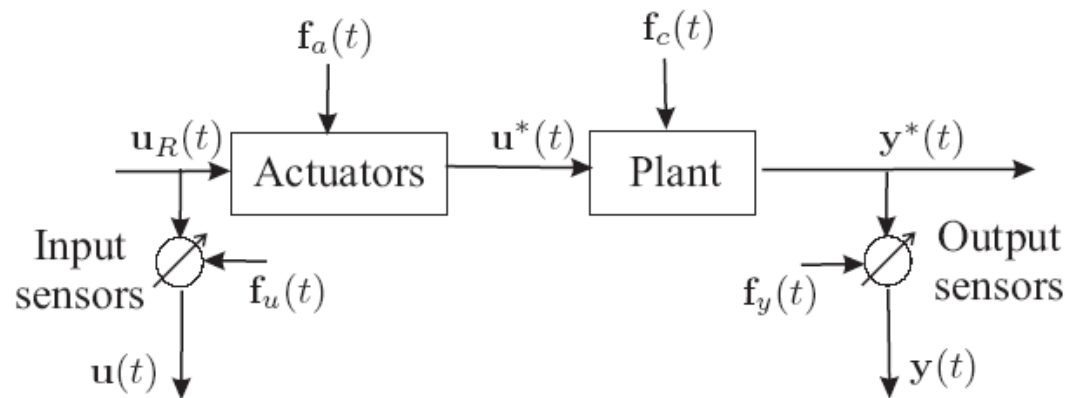 f_a(t)
f_c(t)
u_R(t)
Actuators
u*(t)
Plant
y*(t)
Input
sensors
f_u(t)
f_y(t)
Output
sensors
u(t)
y(t)